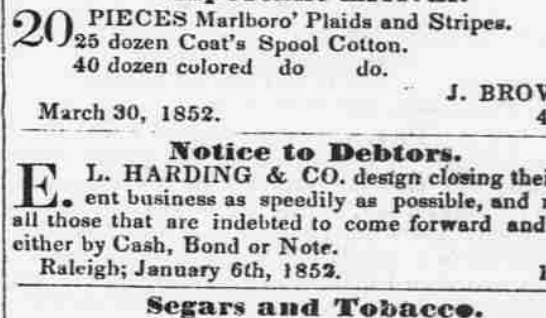 20 PIECES Marlboro' Plaids and Stripes.
25 dozen Coat's Spool Cotton.
40 dozen colored do do.
J. BROW
March 30, 1852. 4
Notice to Debtors.
E. L. HARDING & CO. design closing thei
ent business as speedily as possible, and
all those that are indebted to come forward and
either by Cash, Bond or Note.
Raleigh; January 6th, 1852. 1
Segars and Tobacco.